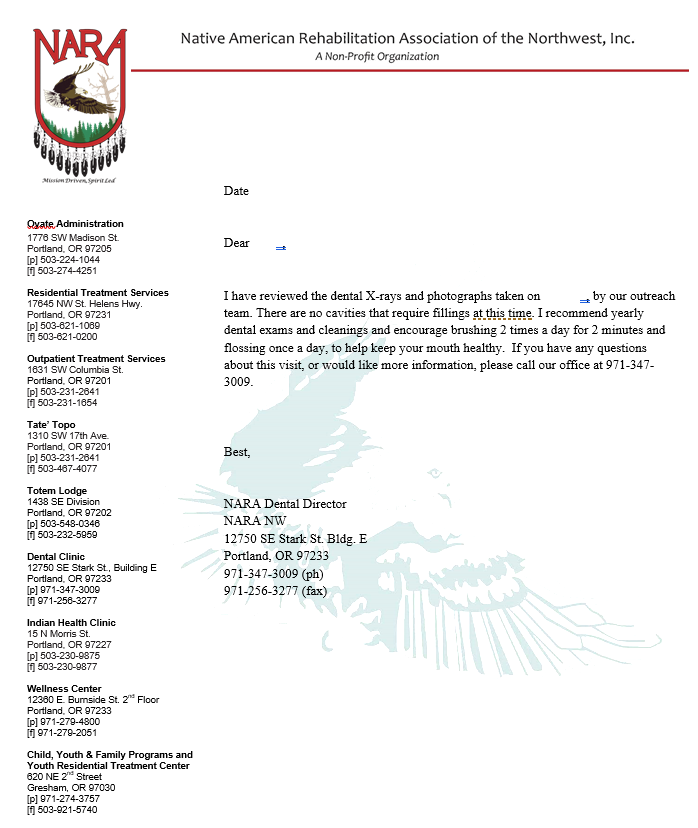 NARA
Mission Driven, Spirit Led
Native American Rehabilitation Association of the Northwest, Inc.
A Non-Profit Organization
Oyate Administration
1776 SW Madison St.
Portland, OR 97205
[p] 503-224-1044
[f] 503-274-4251
Residential Treatment Services
17645 NW St. Helens Hwy.
Portland, OR 97231
[p] 503-621-1069
[f] 503-621-0200
Outpatient Treatment Services
1631 SW Columbia St.
Portland, OR 97201
[p] 503-231-2641
[f] 503-231-1654
Tate' Topo
1310 SW 17th Ave.
Portland, OR 97201
[p] 503-231-2641
[f] 503-467-4077
Totem Lodge
1438 SE Division
Portland, OR 97202
[p] 503-548-0346
[f] 503-232-5959
Dental Clinic
12750 SE Stark St., Building E
Portland, OR 97233
[p] 971-347-3009
[f] 971-256-3277
Indian Health Clinic
15 N Morris St.
Portland, OR 97227
[p] 503-230-9875
[f] 503-230-9877
Wellness Center
12360 E. Burnside St. 2nd Floor
Portland, OR 97233
[p] 971-279-4800
[f] 971-279-2051
Child, Youth & Family Programs and
Youth Residential Treatment Center
620 NE 2nd Street
Gresham, OR 97030
[p] 971-274-3757
[f] 503-921-5740
Date
Dear
I have reviewed the dental X-rays and photographs taken on by our outreach
team. There are no cavities that require fillings at this time. I recommend yearly
dental exams and cleanings and encourage brushing 2 times a day for 2 minutes and
flossing once a day, to help keep your mouth healthy. If you have any questions
about this visit, or would like more information, please call our office at 971-347-
3009.
Best,
NARA Dental Director
NARA NW
12750 SE Stark St. Bldg. E
Portland, OR 97233
971-347-3009 (ph)
971-256-3277 (fax)